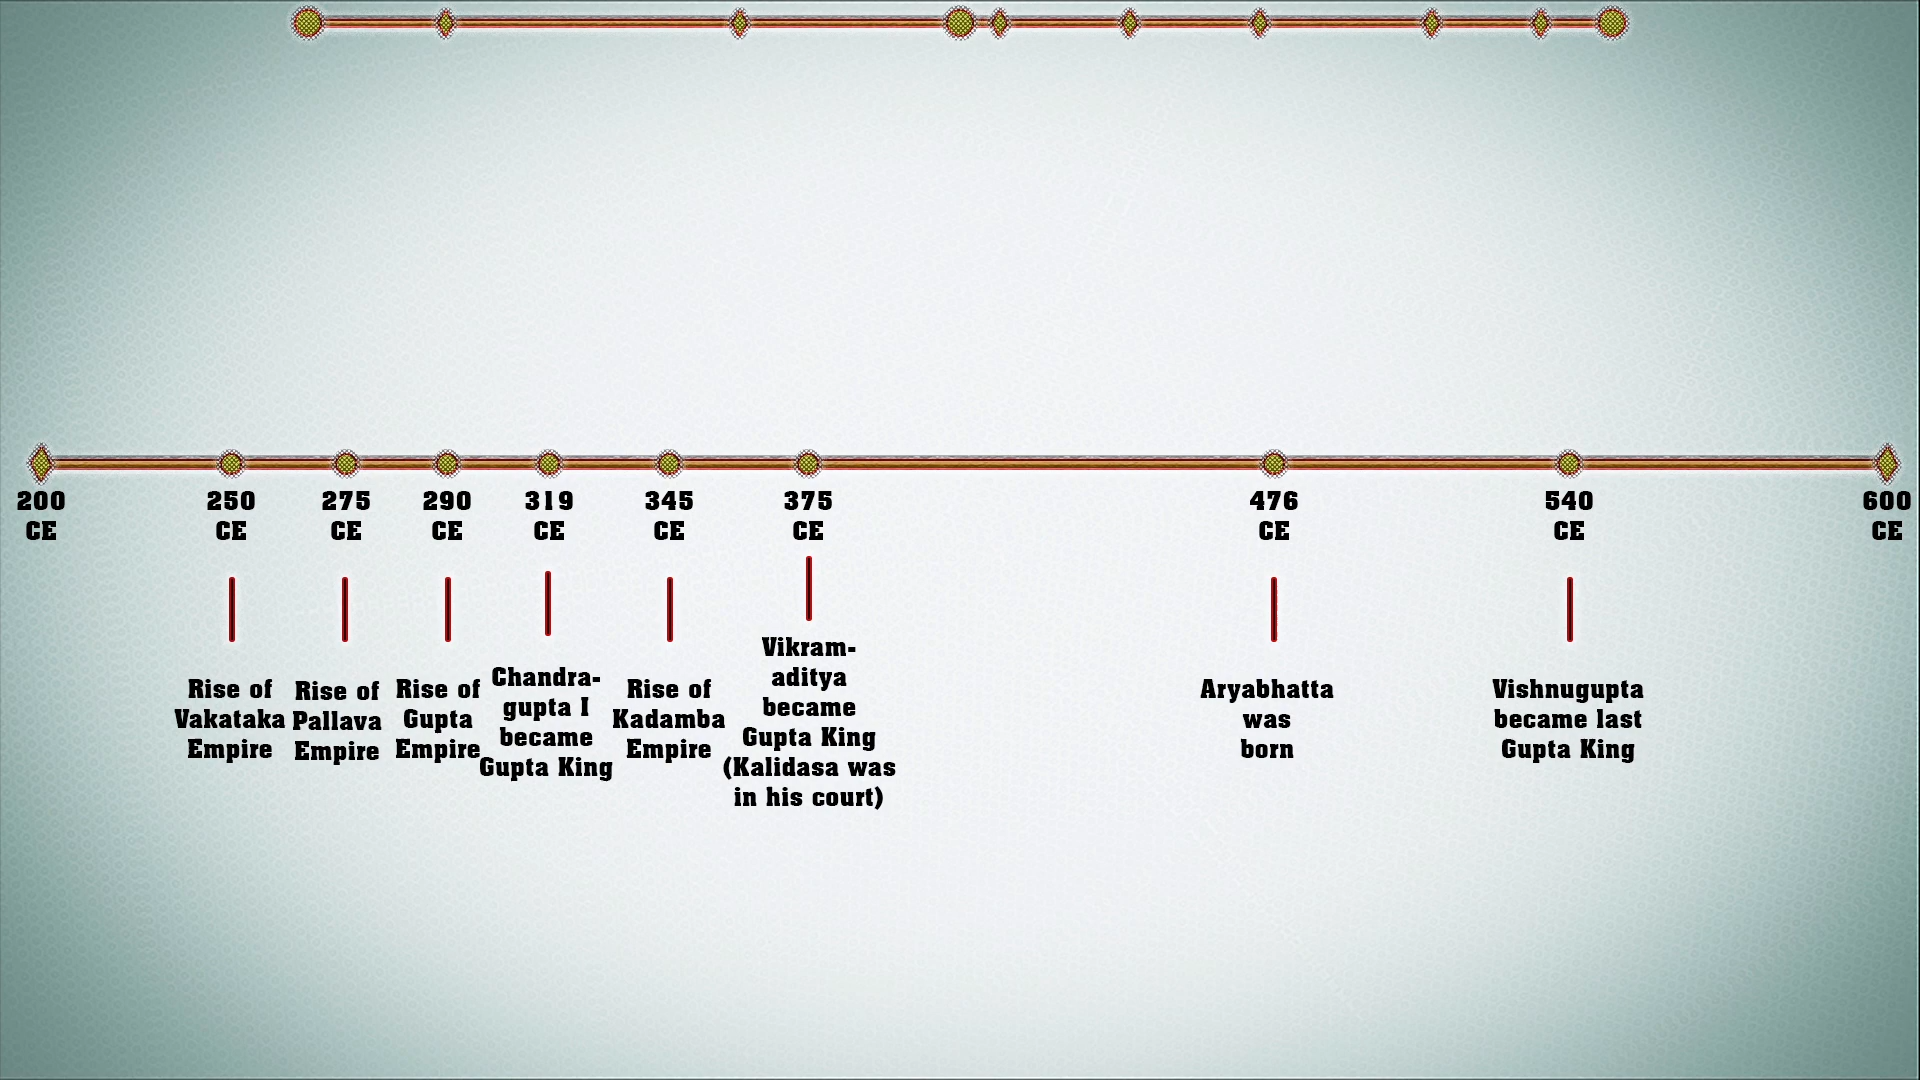 200
CE
250
CE
275
CE
290
CE
319
CE
345
CE
375
CE
476
CE
540
CE
600
CE
Rise of
Vakataka
Empire
Rise of
Pallava
Empire
Rise of
Gupta
Empire
Chandra-
gupta I
became
Gupta King
Rise of
Kadamba
Empire
Vikram-
aditya
became
Gupta King
(Kalidasa was
in his court)
Aryabhatta
was
born
Vishnugupta
became last
Gupta King